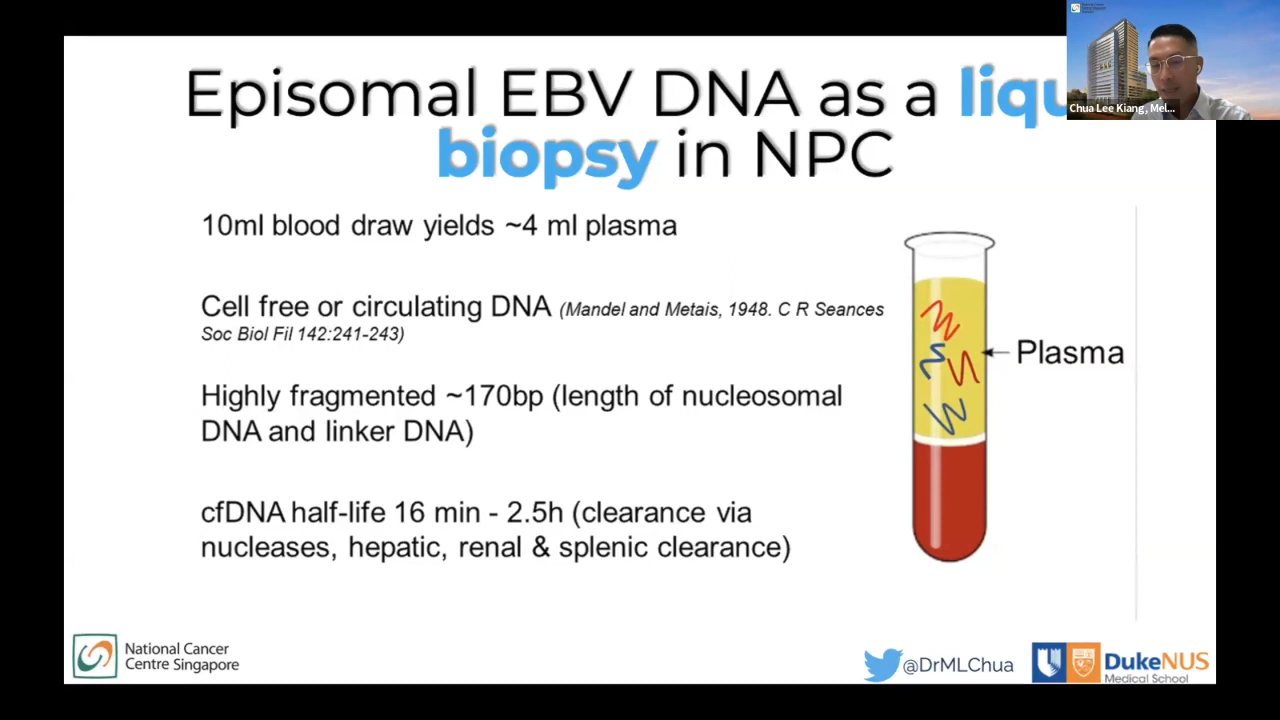 Episomal EBV DNA as a
biopsy in NPC
Chua Lee Kiang, Mel...
10ml blood draw yields ~4 ml plasma
Cell free or circulating DNA (Mandel and Metais, 1948. C R Seances
Soc Biol Fil 142:241-243)
Highly fragmented ~170bp (length of nucleosomal
DNA and linker DNA)
cfDNA half-life 16 min - 2.5h (clearance via
nucleases, hepatic, renal & splenic clearance)
Plasma
National Cancer
Centre Singapore
@DrMLChua
DukeNUS
Medical School